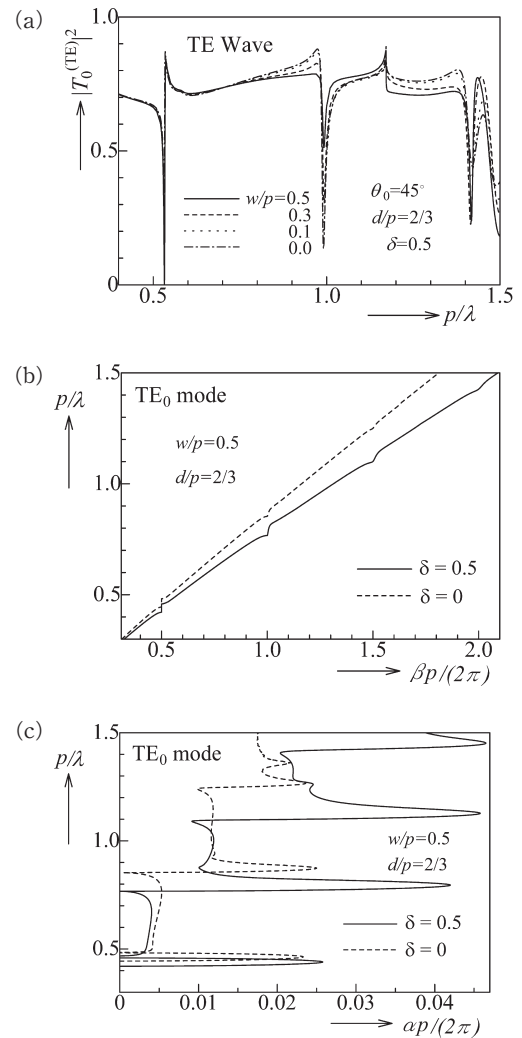 (a)
|T₀⁽ᵀᴱ⁾|²
1.0
0.5
0
TE Wave
w/p=0.5
0.3
0.1
0.0
θ₀=45°
d/p=2/3
δ=0.5
0.5
1.0
1.5
p/λ
(b)
p/λ
1.5
1.0
0.5
TE₀ mode
w/p=0.5
d/p=2/3
δ = 0.5
δ = 0
0.5
1.0
1.5
2.0
βp/(2π)
(c)
p/λ
1.5
1.0
0.5
TE₀ mode
w/p=0.5
d/p=2/3
δ = 0.5
δ = 0
0
0.01
0.02
0.03
0.04
αp/(2π)